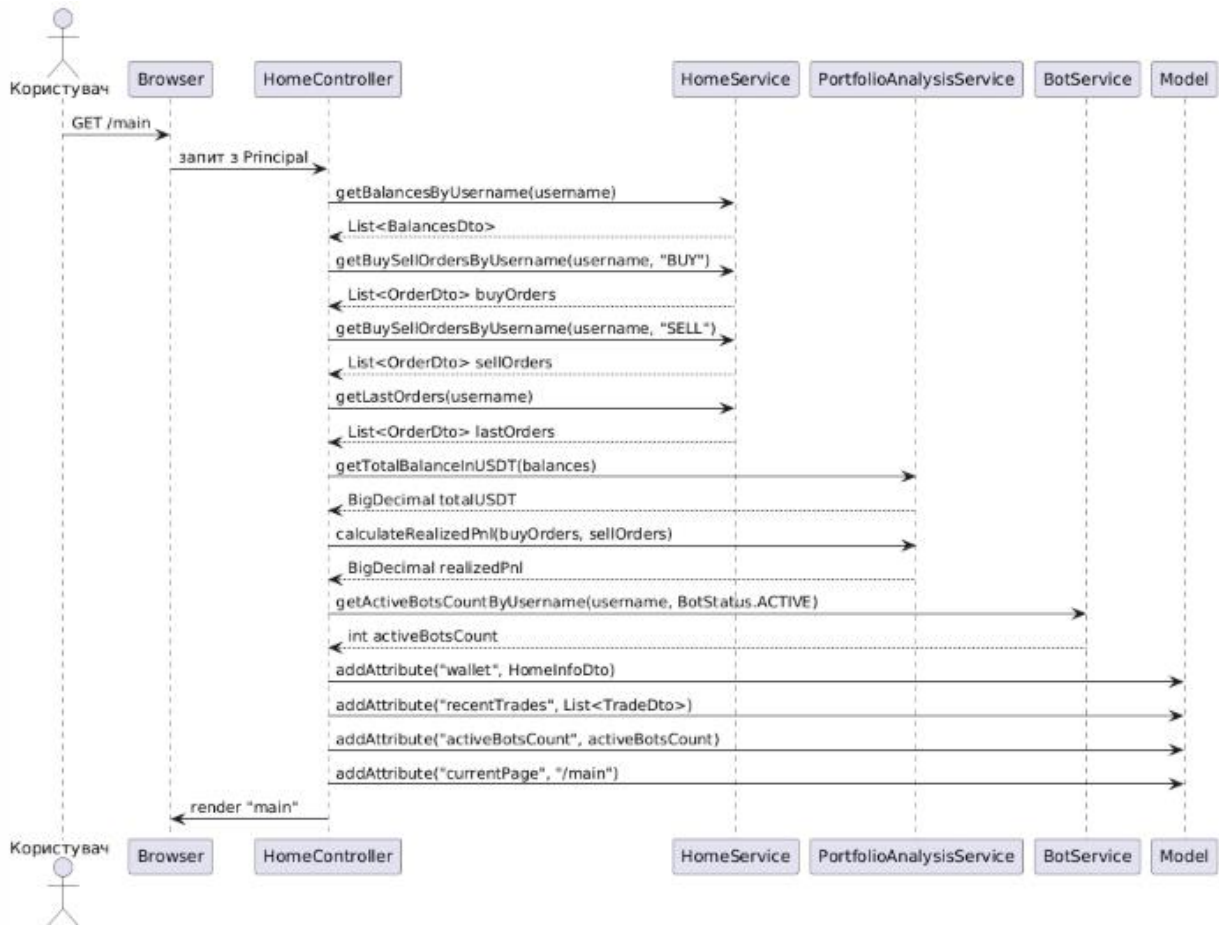 Користувач
Browser
HomeController
HomeService
PortfolioAnalysisService
BotService
Model
GET /main
запит з Principal
getBalancesByUsername(username)
List<BalancesDto>
getBuySellOrdersByUsername(username, "BUY")
List<OrderDto> buyOrders
getBuySellOrdersByUsername(username, "SELL")
List<OrderDto> sellOrders
getLastOrders(username)
List<OrderDto> lastOrders
getTotalBalanceInUSDT(balances)
BigDecimal totalUSDT
calculateRealizedPnl(buyOrders, sellOrders)
BigDecimal realizedPnl
getActiveBotsCountByUsername(username, BotStatus.ACTIVE)
int activeBotsCount
addAttribute("wallet", HomeInfoDto)
addAttribute("recentTrades", List<TradeDto>)
addAttribute("activeBotsCount", activeBotsCount)
addAttribute("currentPage", "/main")
render "main"
Користувач
Browser
HomeController
HomeService
PortfolioAnalysisService
BotService
Model